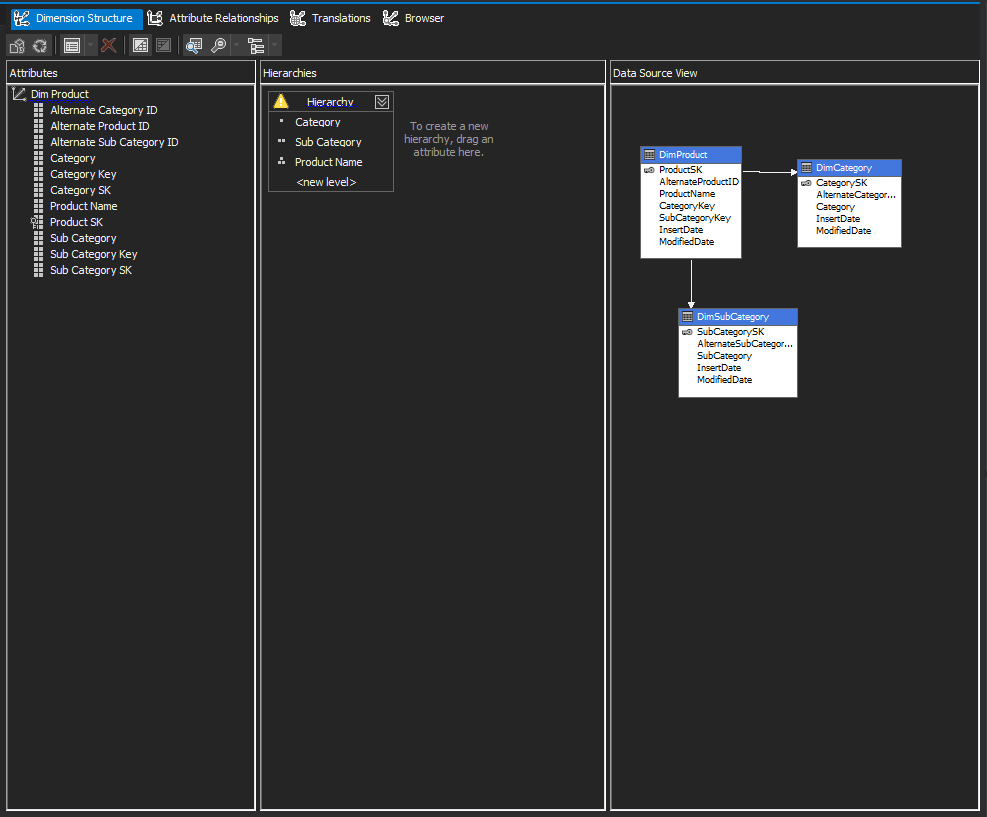 Dimension Structure Attribute Relationships Translations Browser
Attributes
Dim Product
Alternate Category ID
Alternate Product ID
Alternate Sub Category ID
Category
Category Key
Category SK
Product Name
Product SK
Sub Category
Sub Category Key
Sub Category SK
Hierarchies
Hierarchy
Category
Sub Category
Product Name
<new level>
To create a new
hierarchy, drag an
attribute here.
Data Source View
DimProduct
ProductSK
AlternateProductID
ProductName
CategoryKey
SubCategoryKey
InsertDate
ModifiedDate
DimCategory
CategorySK
AlternateCategor...
Category
InsertDate
ModifiedDate
DimSubCategory
SubCategorySK
AlternateSubCategor...
SubCategory
InsertDate
ModifiedDate